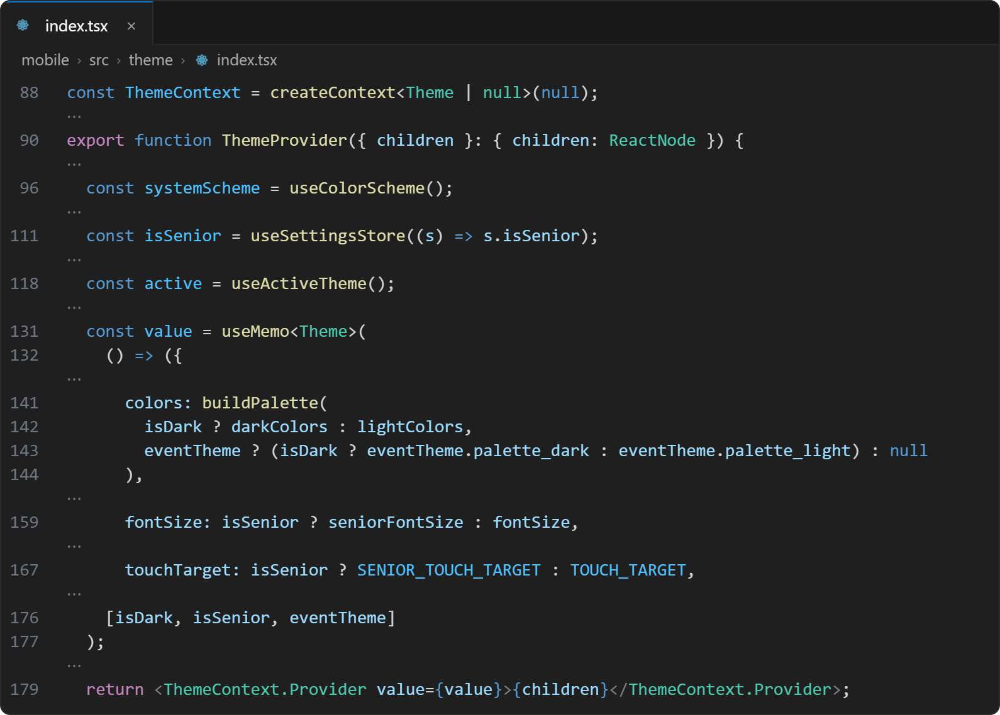 index.tsx ×
mobile › src › theme › index.tsx
88 const ThemeContext = createContext<Theme | null>(null);
...
90 export function ThemeProvider({ children }: { children: ReactNode }) {
...
96 const systemScheme = useColorScheme();
...
111 const isSenior = useSettingsStore((s) => s.isSenior);
...
118 const active = useActiveTheme();
...
131 const value = useMemo<Theme>(
132 () => ({
...
141 colors: buildPalette(
142 isDark ? darkColors : lightColors,
143 eventTheme ? (isDark ? eventTheme.palette_dark : eventTheme.palette_light) : null
144 ),
...
159 fontSize: isSenior ? seniorFontSize : fontSize,
...
167 touchTarget: isSenior ? SENIOR_TOUCH_TARGET : TOUCH_TARGET,
...
176 [isDark, isSenior, eventTheme]
177 );
...
179 return <ThemeContext.Provider value={value}>{children}</ThemeContext.Provider>;